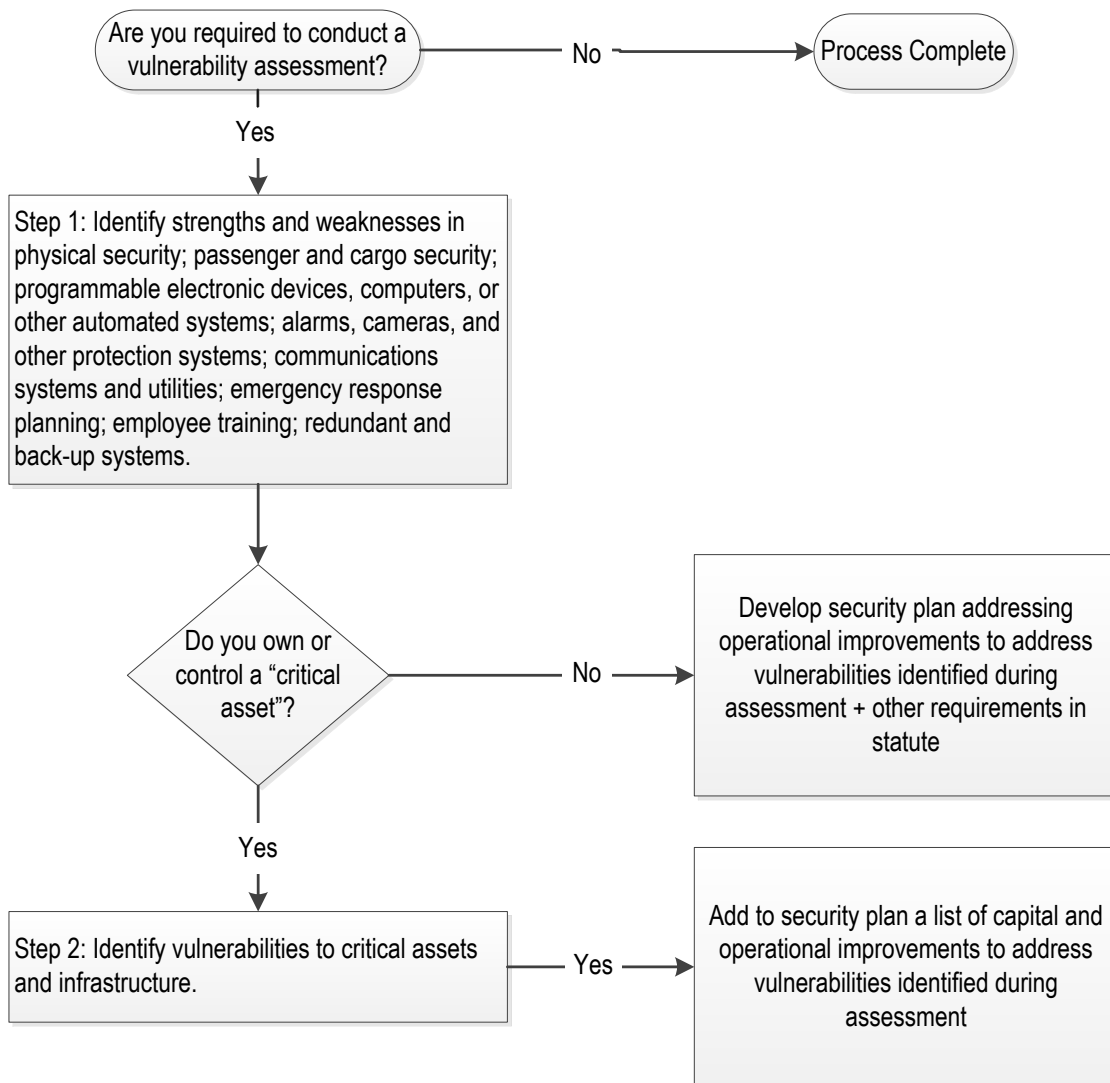 Are you required to conduct a
vulnerability assessment?
No
Process Complete
Yes
Step 1: Identify strengths and weaknesses in
physical security; passenger and cargo security;
programmable electronic devices, computers, or
other automated systems; alarms, cameras, and
other protection systems; communications
systems and utilities; emergency response
planning; employee training; redundant and
back-up systems.
Do you own or
control a “critical
asset”?
No
Develop security plan addressing
operational improvements to address
vulnerabilities identified during
assessment + other requirements in
statute
Yes
Step 2: Identify vulnerabilities to critical assets
and infrastructure.
Yes
Add to security plan a list of capital and
operational improvements to address
vulnerabilities identified during
assessment